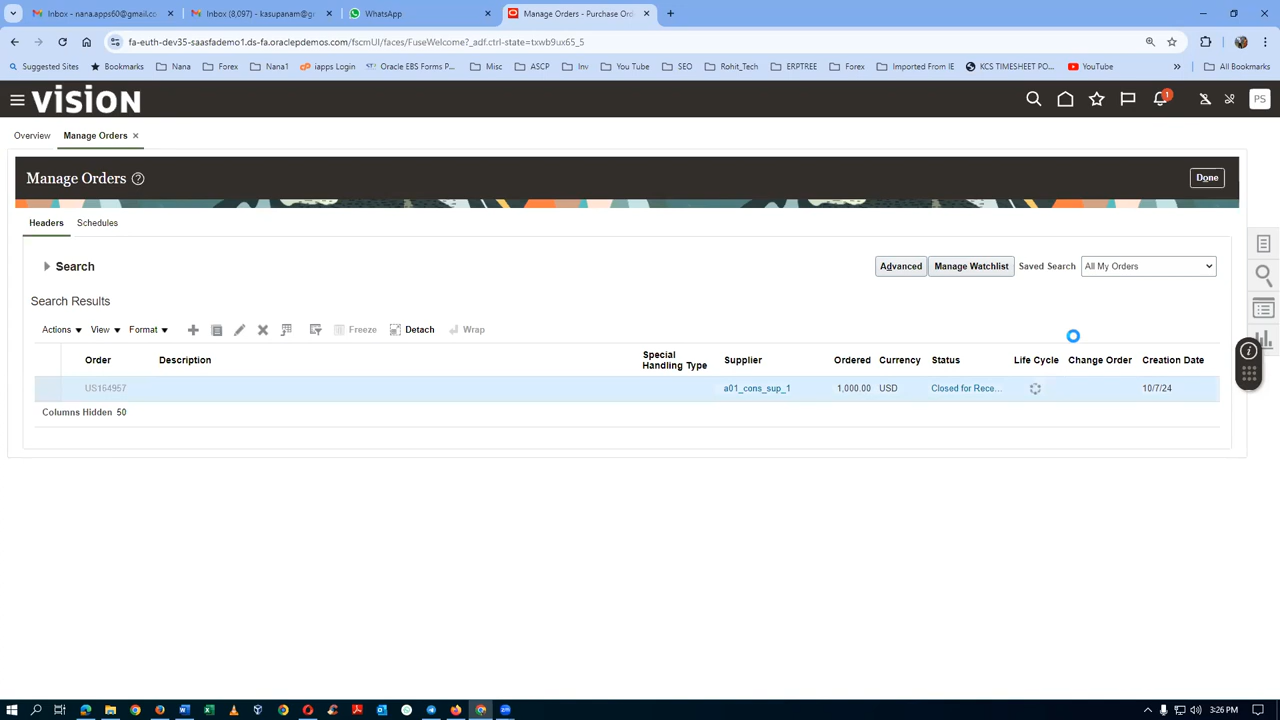 Inbox - nana.apps60@gmail.co
Inbox (8,097) - kasupanam@g
WhatsApp
Manage Orders - Purchase Ord
fa-euth-dev35-saasfademo1.ds-fa.oraclepdemos.com/fscmUI/faces/FuseWelcome?_adf.ctrl-state=txwb9ux65_5
Suggested Sites
Bookmarks
Nana
Forex
Nana1
iapps Login
Oracle EBS Forms P...
Misc
ASCP
Inv
You Tube
SEO
Rohit_Tech
ERPTREE
Forex
Imported From IE
KCS TIMESHEET PO...
YouTube
All Bookmarks
VISION
1
PS
Overview
Manage Orders
Manage Orders
Done
Headers
Schedules
Search
Advanced
Manage Watchlist
Saved Search
All My Orders
Search Results
Actions
View
Format
Freeze
Detach
Wrap
Order
Description
Special
Handling Type
Supplier
Ordered
Currency
Status
Life Cycle
Change Order
Creation Date
US164957
a01_cons_sup_1
1,000.00
USD
Closed for Rece...
10/7/24
Columns Hidden 50
3:26 PM